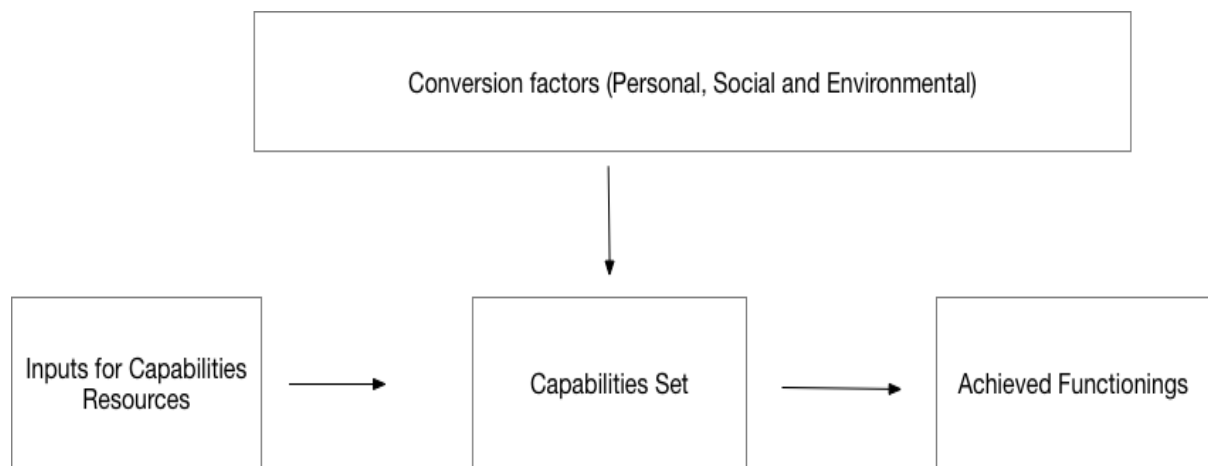 Conversion factors (Personal, Social and Environmental)
Inputs for Capabilities
Resources
Capabilities Set
Achieved Functionings